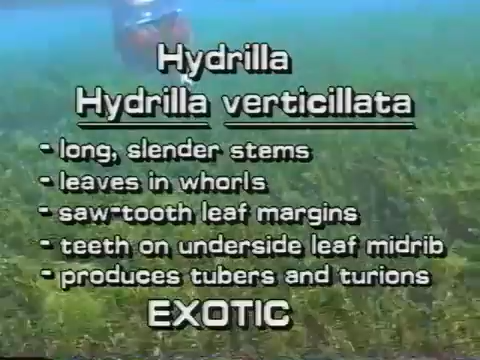 Hydrilla
Hydrilla verticillata
- long, slender stems
- leaves in whorls
- saw-tooth leaf margins
- teeth on underside leaf midrib
- produces tubers and turions
EXOTIC